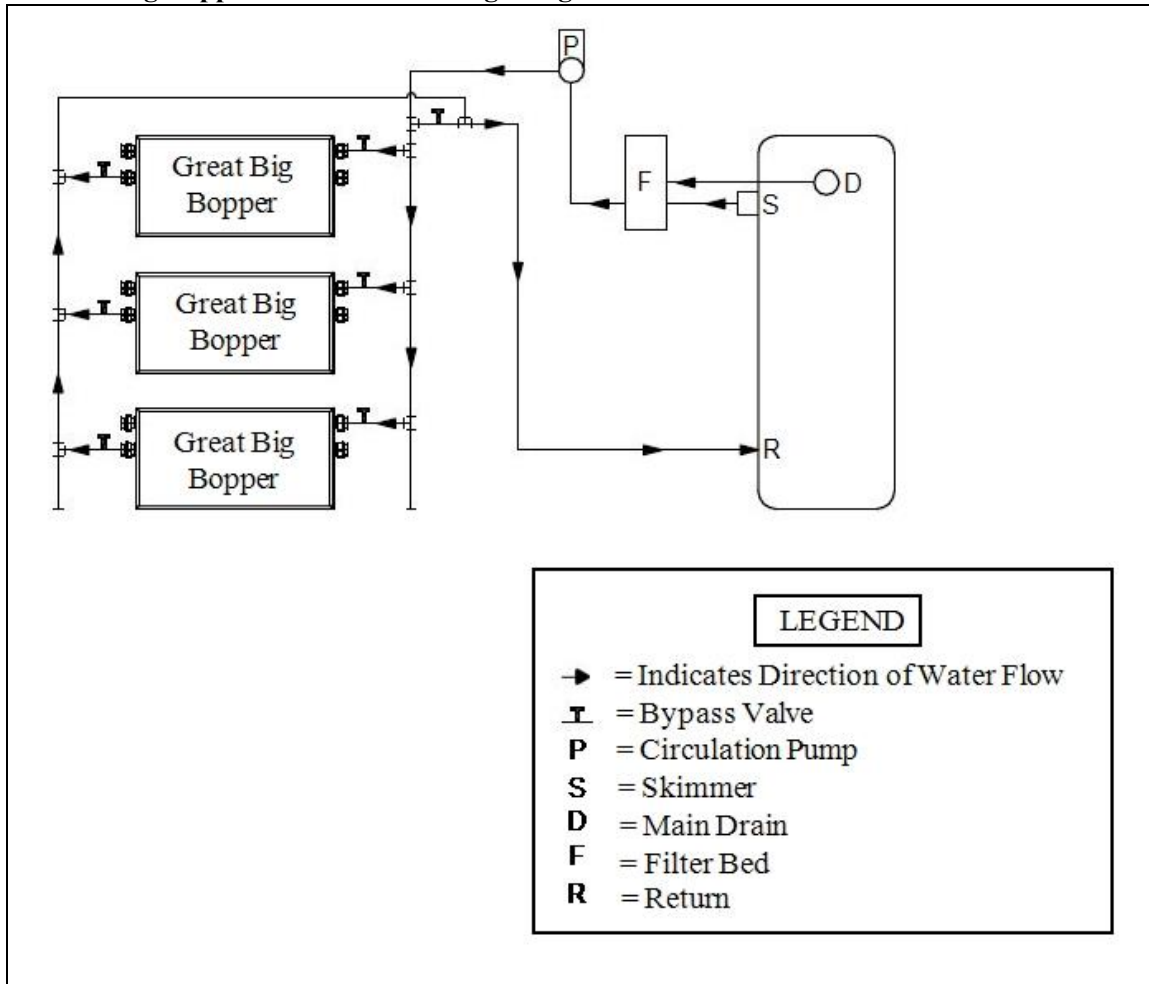 P
Great Big
Bopper
Great Big
Bopper
Great Big
Bopper
F
S
D
R
LEGEND
= Indicates Direction of Water Flow
= Bypass Valve
P = Circulation Pump
S = Skimmer
D = Main Drain
F = Filter Bed
R = Return